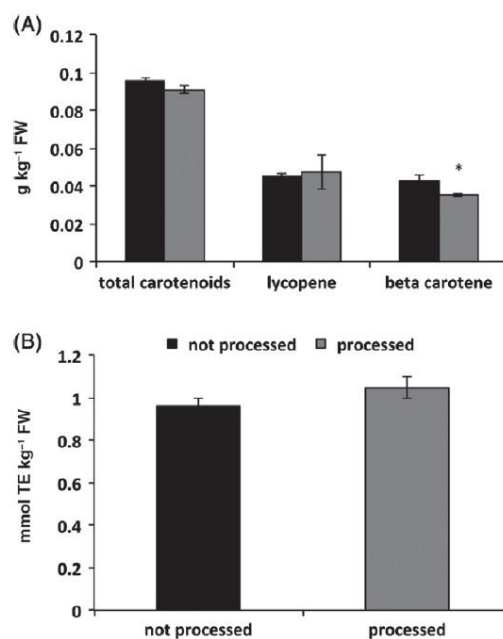 (A)
0.12
0.1
0.08
0.06
0.04
0.02
0
g kg⁻¹ FW
*
total carotenoids lycopene beta carotene
(B)
not processed processed
1.2
1
0.8
0.6
0.4
0.2
0
mmol TE kg⁻¹ FW
not processed processed